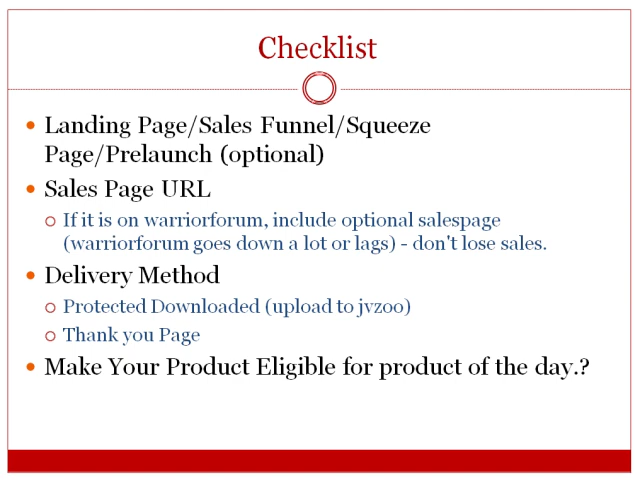 Checklist
Landing Page/Sales Funnel/Squeeze
Page/Prelaunch (optional)
Sales Page URL
If it is on warriorforum, include optional salespage
(warriorforum goes down a lot or lags) - don't lose sales.
Delivery Method
Protected Downloaded (upload to jvzoo)
Thank you Page
Make Your Product Eligible for product of the day.?